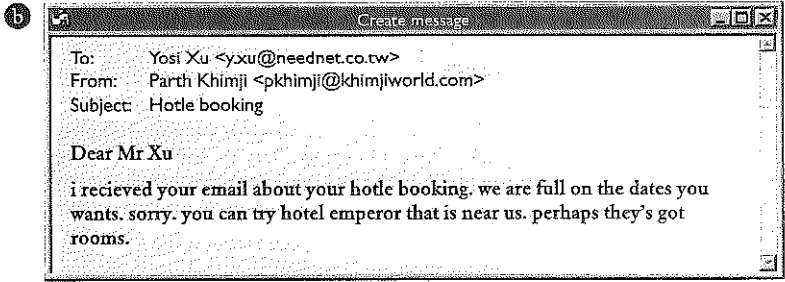 b
Create message
To: Yosi Xu <yxu@neednet.co.tw>
From: Parth Khimji <pkhimji@khimjiworld.com>
Subject: Hotle booking
Dear Mr Xu
i recieved your email about your hotle booking. we are full on the dates you
wants. sorry. you can try hotel emperor that is near us. perhaps they's got
rooms.